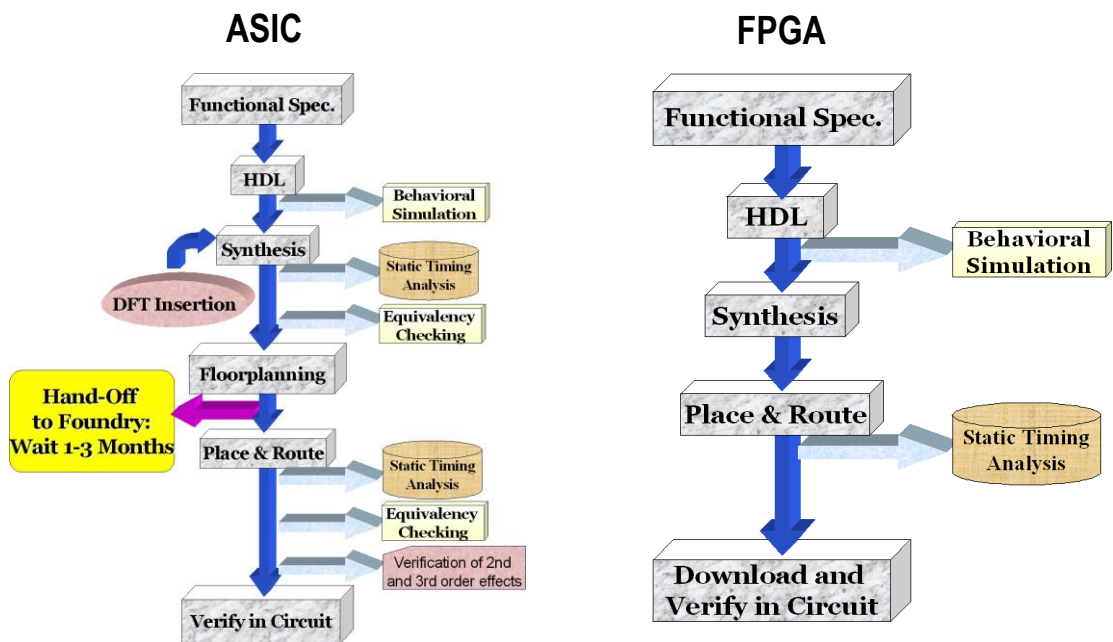 ASIC
Functional Spec.
HDL
Behavioral
Simulation
Synthesis
DFT Insertion
Static Timing
Analysis
Equivalency
Checking
Floorplanning
Hand-Off
to Foundry:
Wait 1-3 Months
Place & Route
Static Timing
Analysis
Equivalency
Checking
Verification of 2nd
and 3rd order effects
Verify in Circuit
FPGA
Functional Spec.
HDL
Behavioral
Simulation
Synthesis
Place & Route
Static Timing
Analysis
Download and
Verify in Circuit